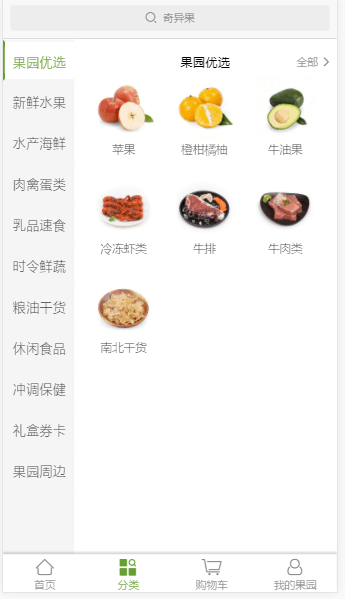 奇异果
果园优选
新鲜水果
水产海鲜
肉禽蛋类
乳品速食
时令鲜蔬
粮油干货
休闲食品
冲调保健
礼盒券卡
果园周边
果园优选 全部
苹果 橙柑橘柚 牛油果
冷冻虾类 牛排 牛肉类
南北干货
首页 分类 购物车 我的果园